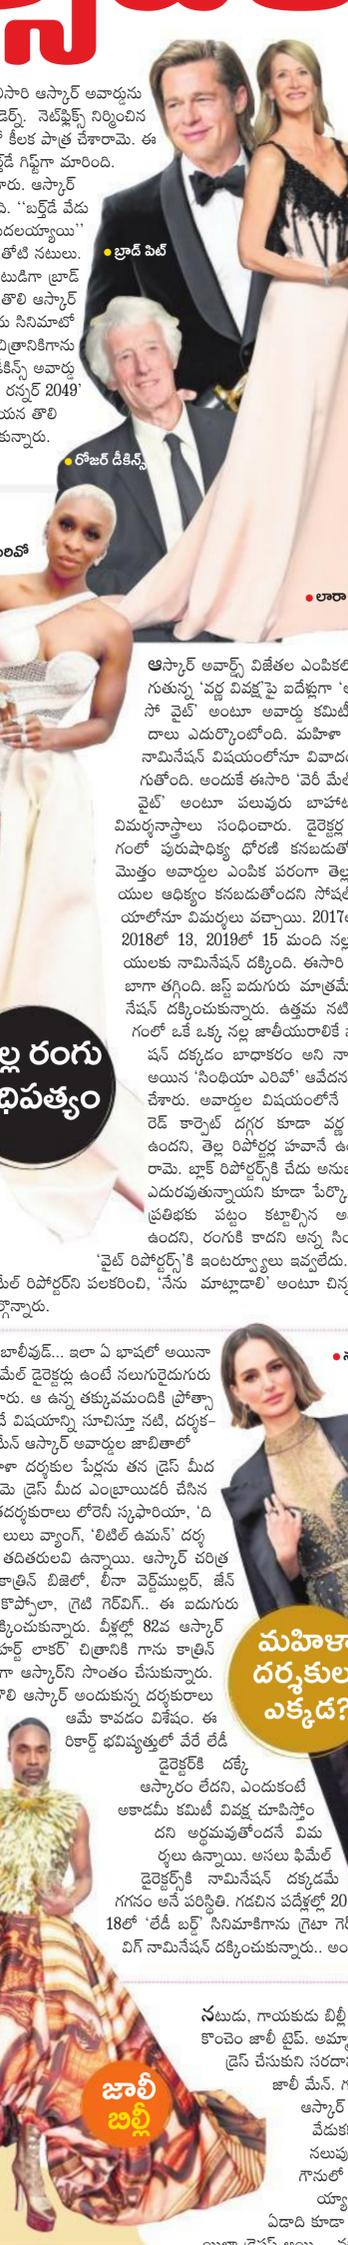 సారి ఆస్కార్ అవార్డును
డెర్న్. నెట్‌ఫ్లిక్స్ నిర్మించిన
కీలక పాత్ర చేశారామె. ఈ
డే గిఫ్ట్‌గా మారింది.
రు. ఆస్కార్
ది. ‘‘బర్త్‌డే వేడు
దలయ్యాయి’’
తోటి నటులు.
టుడిగా బ్రాడ్
తొలి ఆస్కార్
సినిమాతో
చిత్రానికిగాను
డీకిన్స్ అవార్డు
రన్నర్ 2049’
యన తొలి
కున్నారు.
బ్రాడ్ పిట్
రోజర్ డీకిన్స్
రివో
లారా
ఆస్కార్ అవార్డ్స్ విజేతల ఎంపికలో
గుతున్న ‘వర్ణ వివక్ష’పై ఐదేళ్లుగా
సో వైట్’ అంటూ అవార్డు కమిటీ
దాలు ఎదుర్కొంటోంది. మహిళా
నామినేషన్ విషయంలోనూ వివాదం
గుతోంది. అందుకే ఈసారి ‘వెరీ మేల్
వైట్’ అంటూ పలువురు బాహాట
విమర్శనాస్త్రాలు సంధించారు. డైరెక్టర్ల
గంలో పురుషాధిక్య ధోరణి కనబడుతో
మొత్తం అవార్డుల ఎంపిక పరంగా తెల్ల
యుల ఆధిక్యం కనబడుతోందని సోషల్
యాలోనూ విమర్శలు వచ్చాయి. 2017
2018లో 13, 2019లో 15 మంది నల్ల
యులకు నామినేషన్ దక్కింది. ఈసారి
బాగా తగ్గింది. జస్ట్ ఐదుగురు మాత్రమే
నేషన్ దక్కించుకున్నారు. ఉత్తమ నటి
గంలో ఒకే ఒక్క నల్ల జాతీయురాలికే
షన్ దక్కడం బాధాకరం అని నా
అయిన ‘సింథియా ఎరివో’ ఆవేదన
చేశారు. అవార్డుల విషయంలోనే
రెడ్ కార్పెట్ దగ్గర కూడా వర్ణ
ఉందని, తెల్ల రిపోర్టర్ల హవానే ఉం
రామె. బ్లాక్ రిపోర్టర్స్‌కి చేదు అనుభ
ఎదురవుతున్నాయని కూడా పేర్కొ
ప్రతిభకు పట్టం కట్టాల్సిన అ
ఉందని, రంగుకి కాదని అన్న సిం
‘వైట్ రిపోర్టర్స్’కి ఇంటర్వ్యూలు ఇవ్వలేదు.
మేల్ రిపోర్టర్‌ని పలకరించి, ‘నేను మాట్లాడాలి’ అంటూ చిన్న
ర్కొన్నారు.
ల్ల రంగు
ధిపత్యం
బాలీవుడ్... ఇలా ఏ భాషలో అయినా
మేల్ డైరెక్టర్లు ఉంటే నలుగురైదుగురు
రు. ఆ ఉన్న తక్కువమందికి ప్రోత్సా
దే విషయాన్ని సూచిస్తూ నటి, దర్శక–
మేన్ ఆస్కార్ అవార్డుల జాబితాలో
ళా దర్శకుల పేర్లను తన డ్రెస్ మీద
మె డ్రెస్ మీద ఎంబ్రాయిడరీ చేసిన
దర్శకురాలు లోరెనీ స్కఫారియా, ‘ది
లులు వ్యాంగ్, ‘లిటిల్ ఉమన్’ దర్శ
తదితరులవి ఉన్నాయి. ఆస్కార్ చరిత్ర
కాత్రిన్ బిజెలో, లీనా వెర్ట్‌ముల్లర్, జేన్
కొప్పోలా, గ్రెటి గెర్‌విగ్.. ఈ ఐదుగురు
క్కించుకున్నారు. వీళ్లల్లో 82వ ఆస్కార్
హర్ట్ లాకర్’ చిత్రానికి గాను కాత్రిన్
గా ఆస్కార్‌ని సొంతం చేసుకున్నారు.
లి ఆస్కార్ అందుకున్న దర్శకురాలు
ఆమే కావడం విశేషం. ఈ
రికార్డ్ భవిష్యత్తులో వేరే లేడీ
డైరెక్టర్‌కి దక్కే
ఆస్కారం లేదని, ఎందుకంటే
అకాడమీ కమిటీ వివక్ష చూపిస్తోం
దని అర్థమవుతోందనే విమ
ర్శలు ఉన్నాయి. అసలు ఫిమేల్
డైరెక్టర్స్‌కి నామినేషన్ దక్కడమే
గగనం అనే పరిస్థితి. గడచిన పదేళ్లల్లో 20
18లో ‘లేడీ బర్డ్’ సినిమాకిగాను గ్రెటా గెర్
విగ్ నామినేషన్ దక్కించుకున్నారు.. అం
మహిళా
దర్శకుల
ఎక్కడ?
జాలీ
బిల్లీ
నటుడు, గాయకుడు బిల్లీ
కొంచెం జాలీ టైప్. అమ్మా
డ్రెస్ చేసుకుని సరదా
జాలీ మేన్.
ఆస్కార్
వేడుక
నలుపు
గౌనులో
య్యా
ఏడాది కూడా